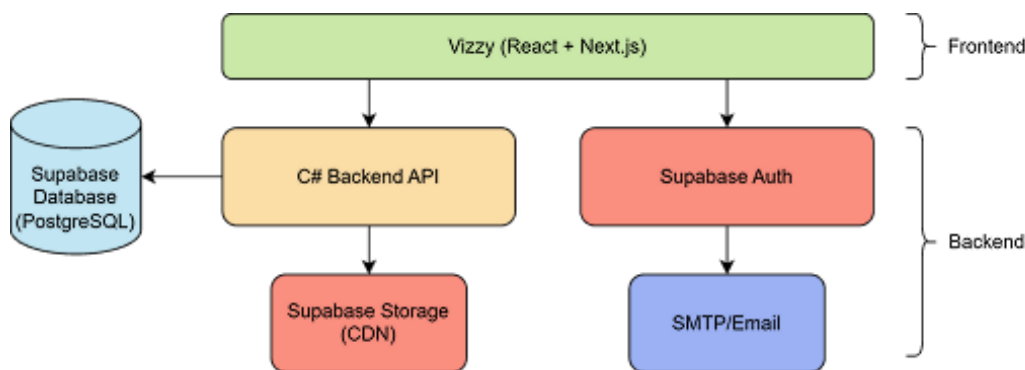 Vizzy (React + Next.js)
Frontend
Supabase
Database
(PostgreSQL)
C# Backend API
Supabase Auth
Backend
Supabase Storage
(CDN)
SMTP/Email